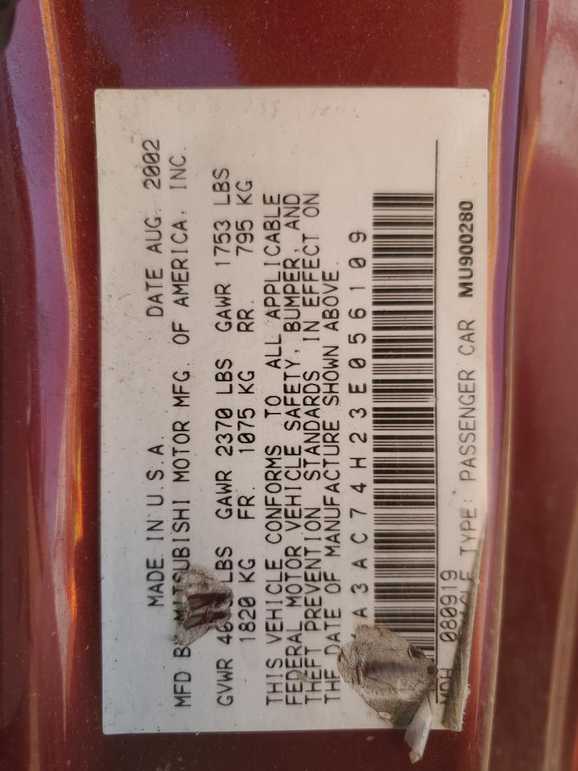 MADE IN U.S.A. DATE AUG. 2002
MFD BY MITSUBISHI MOTOR MFG. OF AMERICA, INC.
GVWR LBS GAWR 2370 LBS GAWR 1753 LBS
1820 KG FR. 1075 KG RR. 795 KG
THIS VEHICLE CONFORMS TO ALL APPLICABLE
FEDERAL MOTOR VEHICLE SAFETY, BUMPER, AND
THEFT PREVENTION STANDARDS IN EFFECT ON
THE DATE OF MANUFACTURE SHOWN ABOVE.
A3AC74H23E056109
MDH 080919
TYPE: PASSENGER CAR MU900280